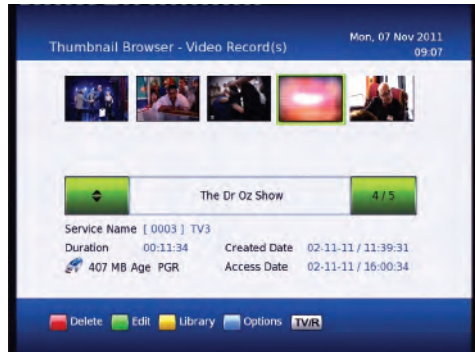 Thumbnail Browser - Video Record(s)
Mon, 07 Nov 2011
09:07
The Dr Oz Show
4 / 5
Service Name [ 0003 ] TV3
Duration 00:11:34 Created Date 02-11-11 / 11:39:31
407 MB Age PGR Access Date 02-11-11 / 16:00:34
Delete Edit Library Options TV/R